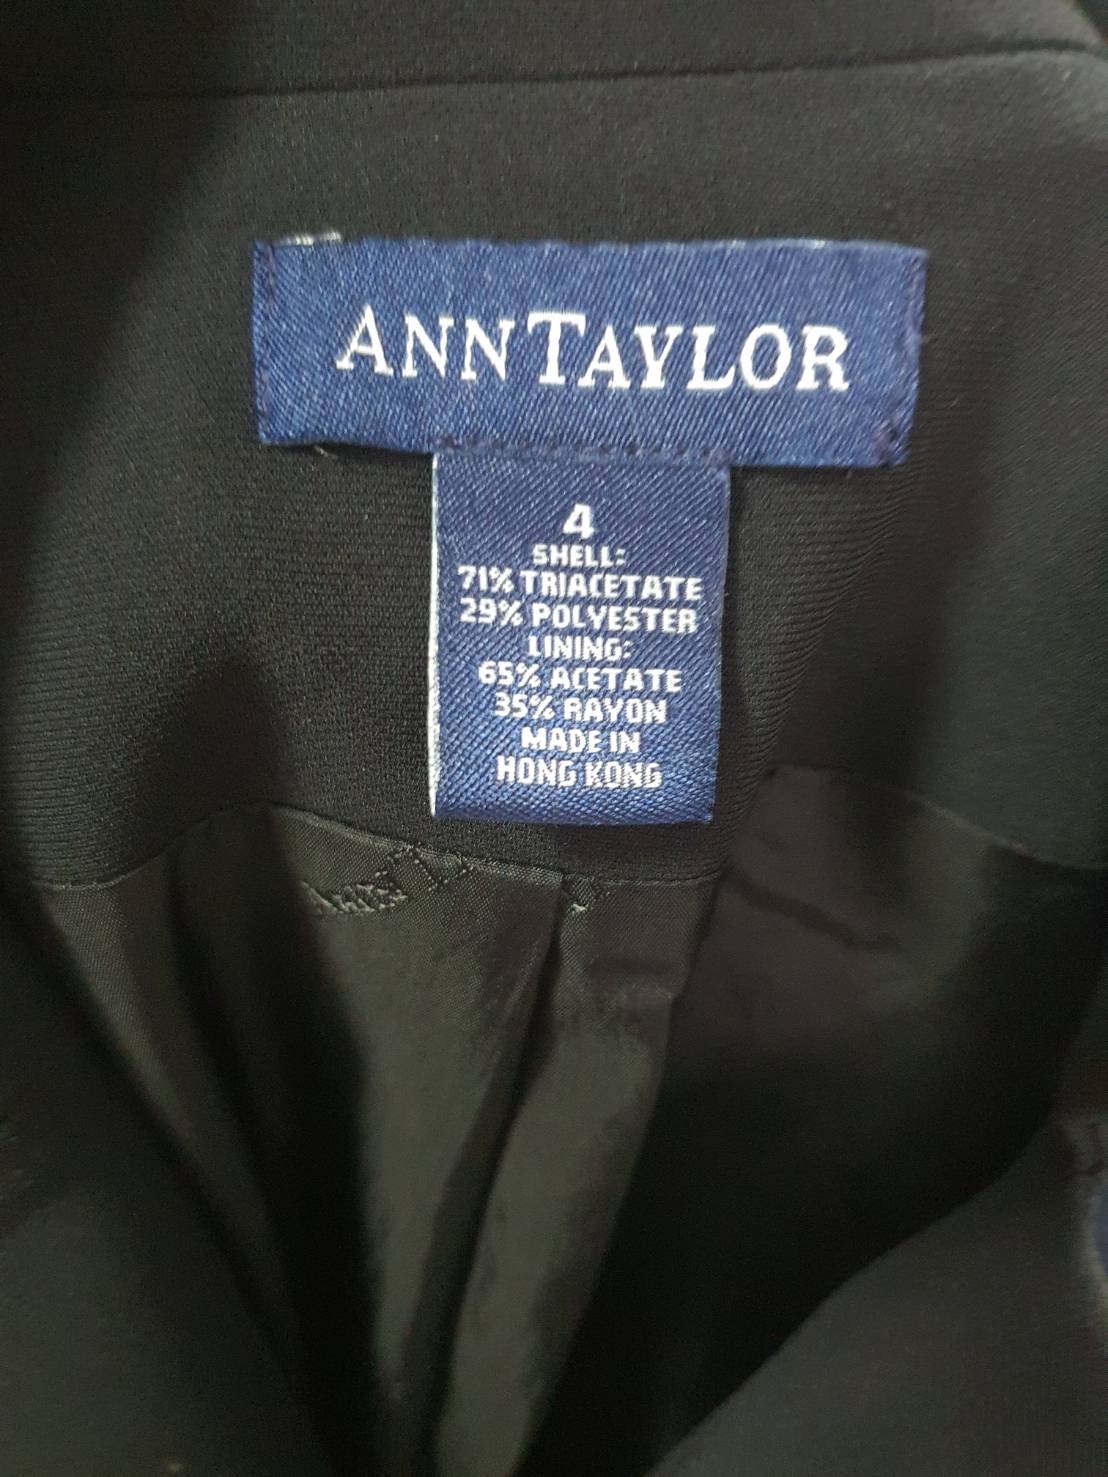 ANNTAYLOR
4
SHELL:
71% TRIACETATE
29% POLYESTER
LINING:
65% ACETATE
35% RAYON
MADE IN
HONG KONG